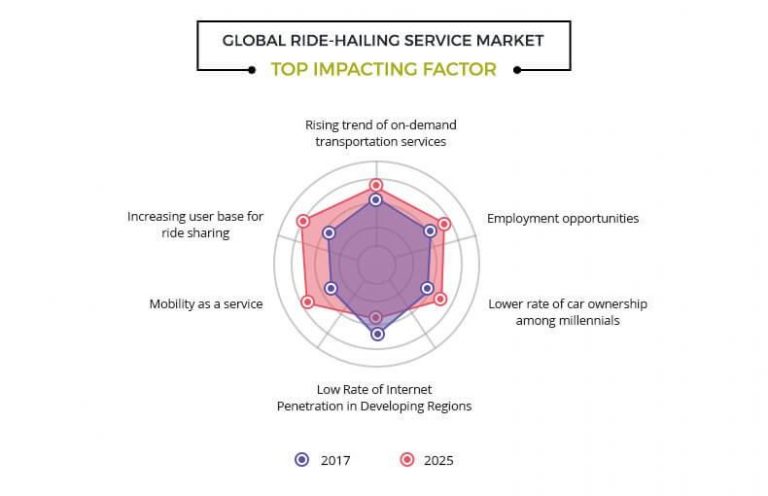 GLOBAL RIDE-HAILING SERVICE MARKET
TOP IMPACTING FACTOR
Rising trend of on-demand
transportation services
Increasing user base for
ride sharing
Employment opportunities
Mobility as a service
Lower rate of car ownership
among millennials
Low Rate of Internet
Penetration in Developing Regions
2017
2025